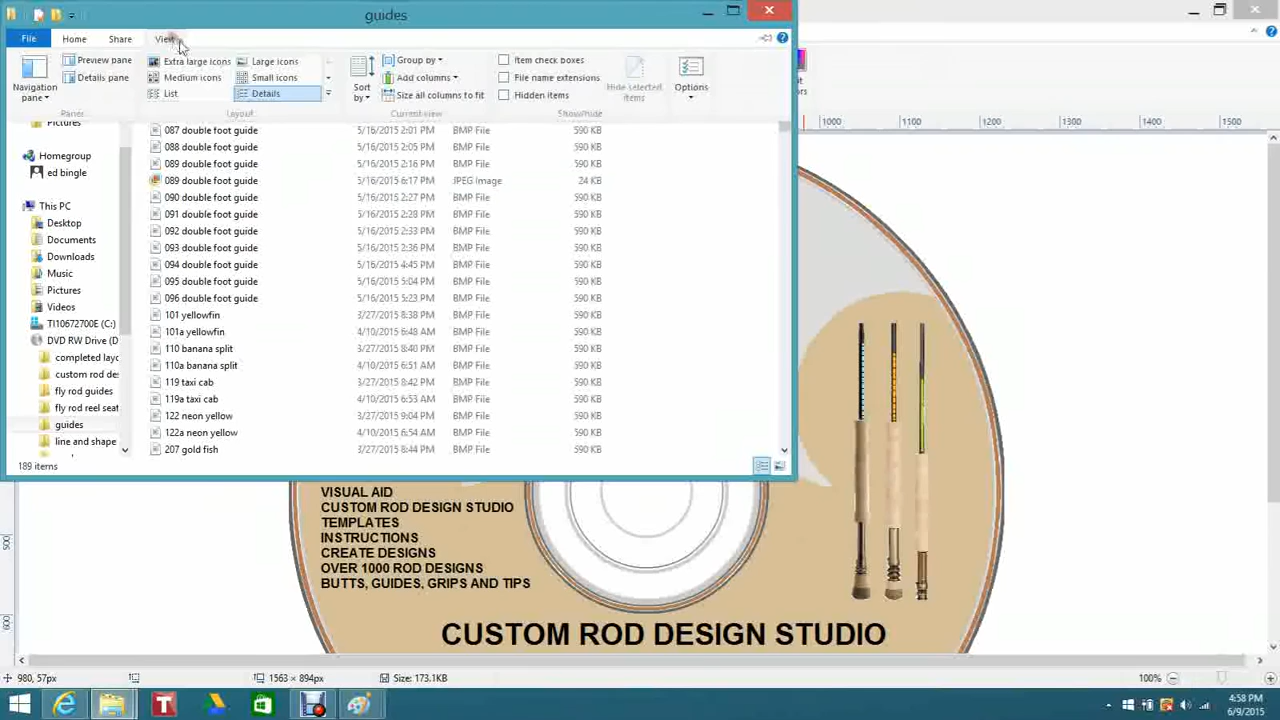 guides
File Home Share View
Preview pane Extra large icons Large icons Group by Item check boxes
Details pane Medium icons Small icons Add columns File name extensions
Navigation pane List Details Sort by Size all columns to fit Hidden items Hide selected items Options
Layout Current view Show/hide
Pictures
Homegroup
ed bingle
This PC
Desktop
Documents
Downloads
Music
Pictures
Videos
TI10672700E (C:)
DVD RW Drive (D
completed layc
custom rod de
fly rod guides
fly rod reel seat
guides
line and shape
087 double foot guide 5/16/2015 2:01 PM BMP File 590 KB
088 double foot guide 5/16/2015 2:05 PM BMP File 590 KB
089 double foot guide 5/16/2015 2:16 PM BMP File 590 KB
089 double foot guide 5/16/2015 6:17 PM JPEG Image 24 KB
090 double foot guide 5/16/2015 2:27 PM BMP File 590 KB
091 double foot guide 5/16/2015 2:28 PM BMP File 590 KB
092 double foot guide 5/16/2015 2:33 PM BMP File 590 KB
093 double foot guide 5/16/2015 2:36 PM BMP File 590 KB
094 double foot guide 5/16/2015 4:45 PM BMP File 590 KB
095 double foot guide 5/16/2015 5:04 PM BMP File 590 KB
096 double foot guide 5/16/2015 5:23 PM BMP File 590 KB
101 yellowfin 3/27/2015 8:38 PM BMP File 590 KB
101a yellowfin 4/10/2015 6:48 AM BMP File 590 KB
110 banana split 3/27/2015 8:40 PM BMP File 590 KB
110a banana split 4/10/2015 6:51 AM BMP File 590 KB
119 taxi cab 3/27/2015 8:42 PM BMP File 590 KB
119a taxi cab 4/10/2015 6:53 AM BMP File 590 KB
122 neon yellow 3/27/2015 9:04 PM BMP File 590 KB
122a neon yellow 4/10/2015 6:54 AM BMP File 590 KB
207 gold fish 3/27/2015 8:44 PM BMP File 590 KB
189 items
1000 1100 1200 1300 1400 1500
500
600
VISUAL AID
CUSTOM ROD DESIGN STUDIO
TEMPLATES
INSTRUCTIONS
CREATE DESIGNS
OVER 1000 ROD DESIGNS
BUTTS, GUIDES, GRIPS AND TIPS
CUSTOM ROD DESIGN STUDIO
980, 57px 1563 × 894px Size: 173.1KB 100%
4:58 PM
6/9/2015